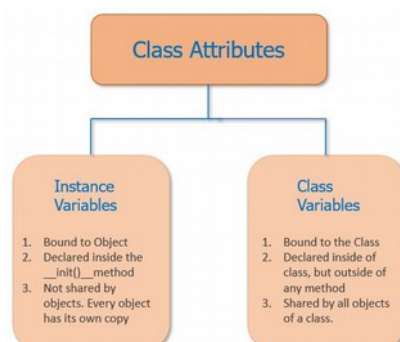 Class Attributes
Instance
Variables
1. Bound to Object
2. Declared inside the
__init()__method
3. Not shared by
objects. Every object
has its own copy
Class
Variables
1. Bound to the Class
2. Declared inside of
class, but outside of
any method
3. Shared by all objects
of a class.